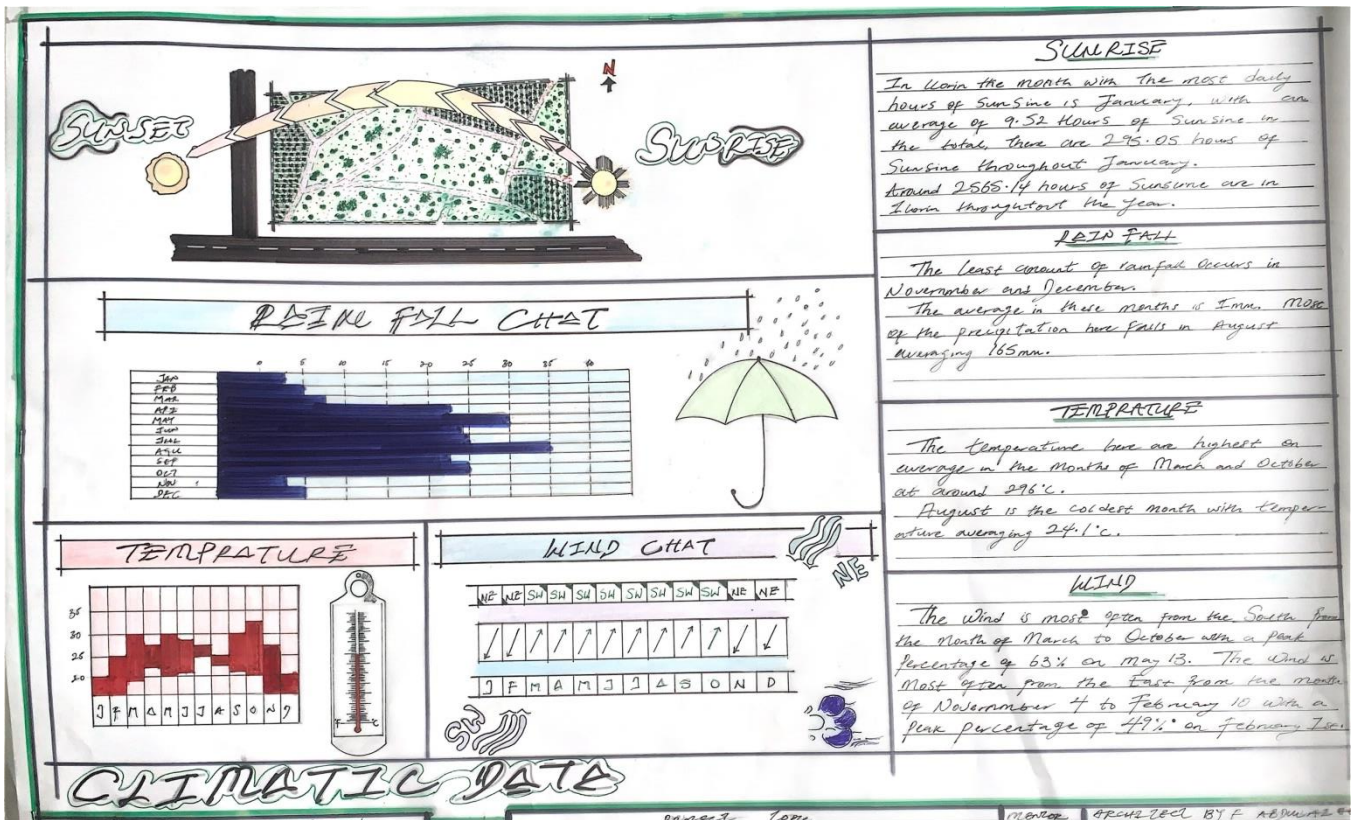 SUNSET
N
SUNRISE
RAIN FALL CHAT
0 5 10 15 20 25 30 35 40
JAN
FEB
MAR
API
MAY
JUN
JUL
AGU
SEP
OCT
NOV
DEC
TEMPRATURE
35
30
25
20
J F M A M J J A S O N D
F °C
WIND CHAT
NE
NE NE SW SW SW SW SW SW SW SW NE NE
J F M A M J J A S O N D
SW
CLIMATIC DATA
SUNRISE
In Ilorin the month with the most daily
hours of SunSine is January, with an
average of 9.52 Hours of Sunsine in
the total, there are 295.05 hours of
Sunsine throughout January.
Around 2565.14 hours of Sunsine are in
Ilorin throughtout the year.
RAIN FALL
The Least amount of rainfall occurs in
Novernmber and December.
The average in these months is 1mm. Most
of the precipitation here falls in August
averaging 165mm.
TEMPRATURE
The temperature here are highest on
average in the months of March and October
at around 296°C.
August is the coldest month with temper-
ature averaging 24.1°C.
WIND
The Wind is most often from the South from
the Month of March to October with a peak
Percentage of 63% on May 13. The Wind is
Most often from the East from the month
of Novernmber 4 to February 10 with a
Peak percentage of 49% on February 1st.
MENTOR ARCHITECT BY F